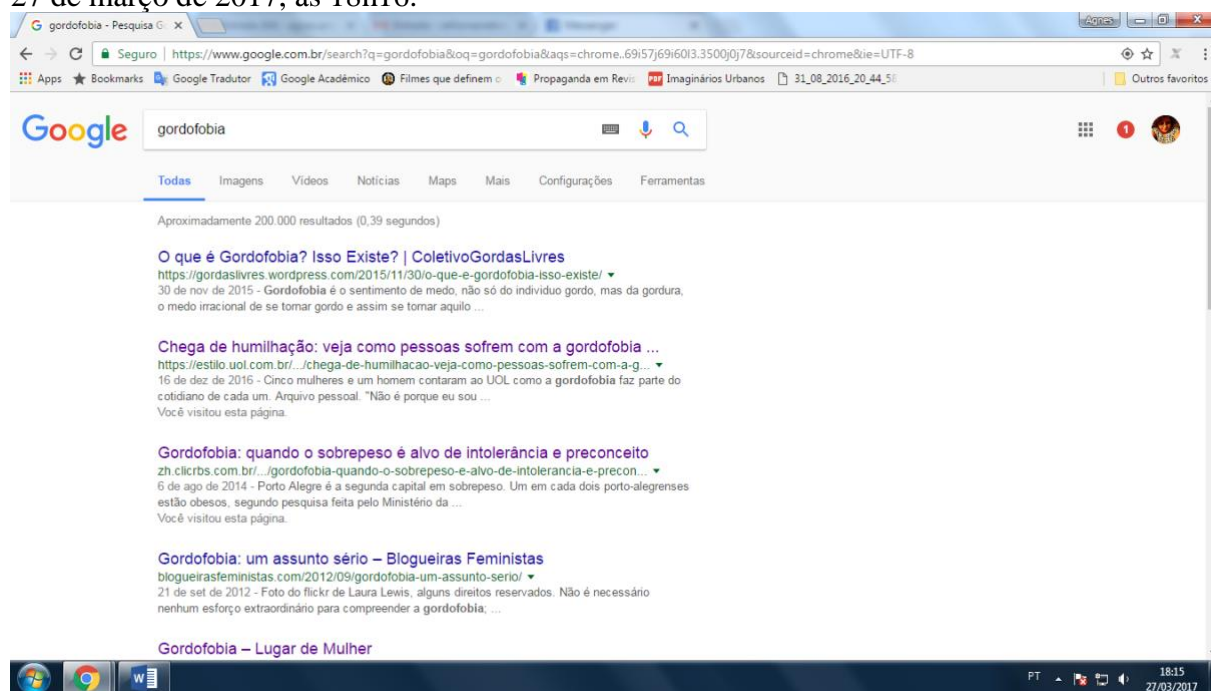 27 de março de 2017, às 18h16.
G gordofobia - Pesquisa G
Agnes
Seguro | https://www.google.com.br/search?q=gordofobia&oq=gordofobia&aqs=chrome..69i57j69i60l3.3500j0j7&sourceid=chrome&ie=UTF-8
Apps Bookmarks Google Tradutor Google Acadêmico Filmes que definem o Propaganda em Revis PDF Imaginários Urbanos 31_08_2016_20_44_58 Outros favoritos
Google gordofobia 1
Todas Imagens Vídeos Notícias Maps Mais Configurações Ferramentas
Aproximadamente 200.000 resultados (0,39 segundos)
O que é Gordofobia? Isso Existe? | ColetivoGordasLivres
https://gordaslivres.wordpress.com/2015/11/30/o-que-e-gordofobia-isso-existe/
30 de nov de 2015 - Gordofobia é o sentimento de medo, não só do individuo gordo, mas da gordura,
o medo irracional de se tornar gordo e assim se tornar aquilo ...
Chega de humilhação: veja como pessoas sofrem com a gordofobia ...
https://estilo.uol.com.br/.../chega-de-humilhacao-veja-como-pessoas-sofrem-com-a-g...
16 de dez de 2016 - Cinco mulheres e um homem contaram ao UOL como a gordofobia faz parte do
cotidiano de cada um. Arquivo pessoal. "Não é porque eu sou ...
Você visitou esta página.
Gordofobia: quando o sobrepeso é alvo de intolerância e preconceito
zh.clicrbs.com.br/.../gordofobia-quando-o-sobrepeso-e-alvo-de-intolerancia-e-precon...
6 de ago de 2014 - Porto Alegre é a segunda capital em sobrepeso. Um em cada dois porto-alegrenses
estão obesos, segundo pesquisa feita pelo Ministério da ...
Você visitou esta página.
Gordofobia: um assunto sério – Blogueiras Feministas
blogueirasfeministas.com/2012/09/gordofobia-um-assunto-serio/
21 de set de 2012 - Foto do flickr de Laura Lewis, alguns direitos reservados. Não é necessário
nenhum esforço extraordinário para compreender a gordofobia; ...
Gordofobia – Lugar de Mulher
PT 18:15
27/03/2017